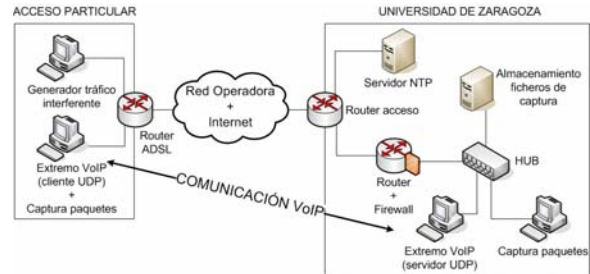 ACCESO PARTICULAR
UNIVERSIDAD DE ZARAGOZA
Generador tráfico
interferente
Router
ADSL
Extremo VoIP
(cliente UDP)
+
Captura paquetes
Red Operadora
+
Internet
Servidor NTP
Almacenamiento
ficheros de
captura
Router acceso
HUB
Router
+
Firewall
COMUNICACIÓN VoIP
Extremo VoIP
(servidor UDP)
Captura paquetes